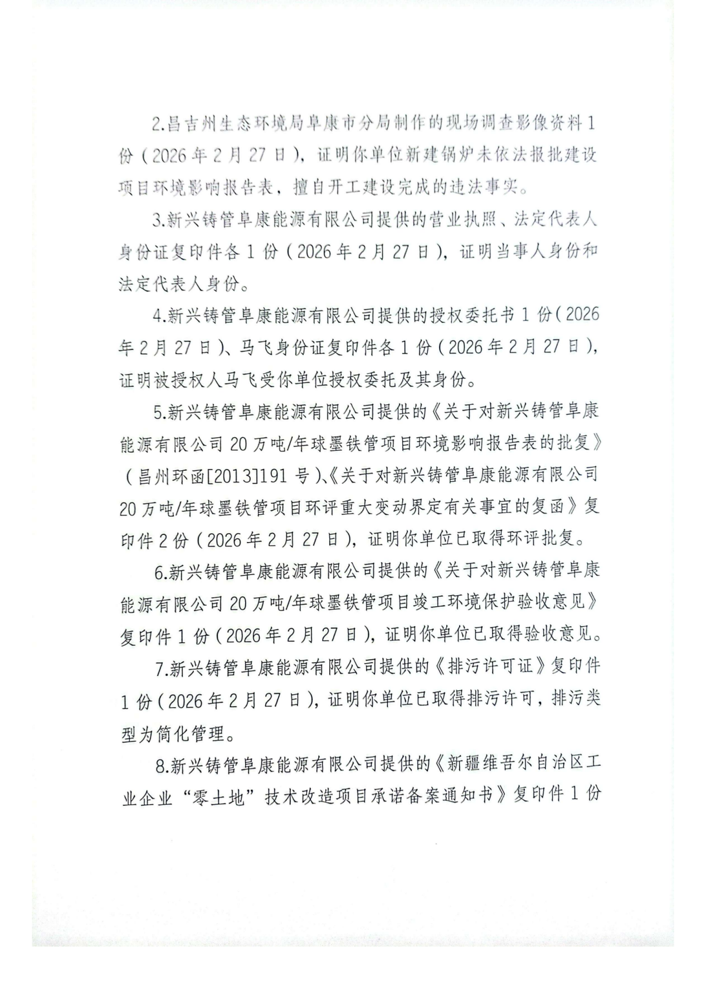 2.昌吉州生态环境局阜康市分局制作的现场调查影像资料1
份（2026年2月27日），证明你单位新建锅炉未依法报批建设
项目环境影响报告表，擅自开工建设完成的违法事实。
3.新兴铸管阜康能源有限公司提供的营业执照、法定代表人
身份证复印件各1份（2026年2月27日），证明当事人身份和
法定代表人身份。
4.新兴铸管阜康能源有限公司提供的授权委托书1份（2026
年2月27日）、马飞身份证复印件各1份（2026年2月27日），
证明被授权人马飞受你单位授权委托及其身份。
5.新兴铸管阜康能源有限公司提供的《关于对新兴铸管阜康
能源有限公司20万吨/年球墨铁管项目环境影响报告表的批复》
（昌州环函[2013]191号）、《关于对新兴铸管阜康能源有限公司
20万吨/年球墨铁管项目环评重大变动界定有关事宜的复函》复
印件2份（2026年2月27日），证明你单位已取得环评批复。
6.新兴铸管阜康能源有限公司提供的《关于对新兴铸管阜康
能源有限公司20万吨/年球墨铁管项目竣工环境保护验收意见》
复印件1份（2026年2月27日），证明你单位已取得验收意见。
7.新兴铸管阜康能源有限公司提供的《排污许可证》复印件
1份（2026年2月27日），证明你单位已取得排污许可，排污类
型为简化管理。
8.新兴铸管阜康能源有限公司提供的《新疆维吾尔自治区工
业企业“零土地”技术改造项目承诺备案通知书》复印件1份